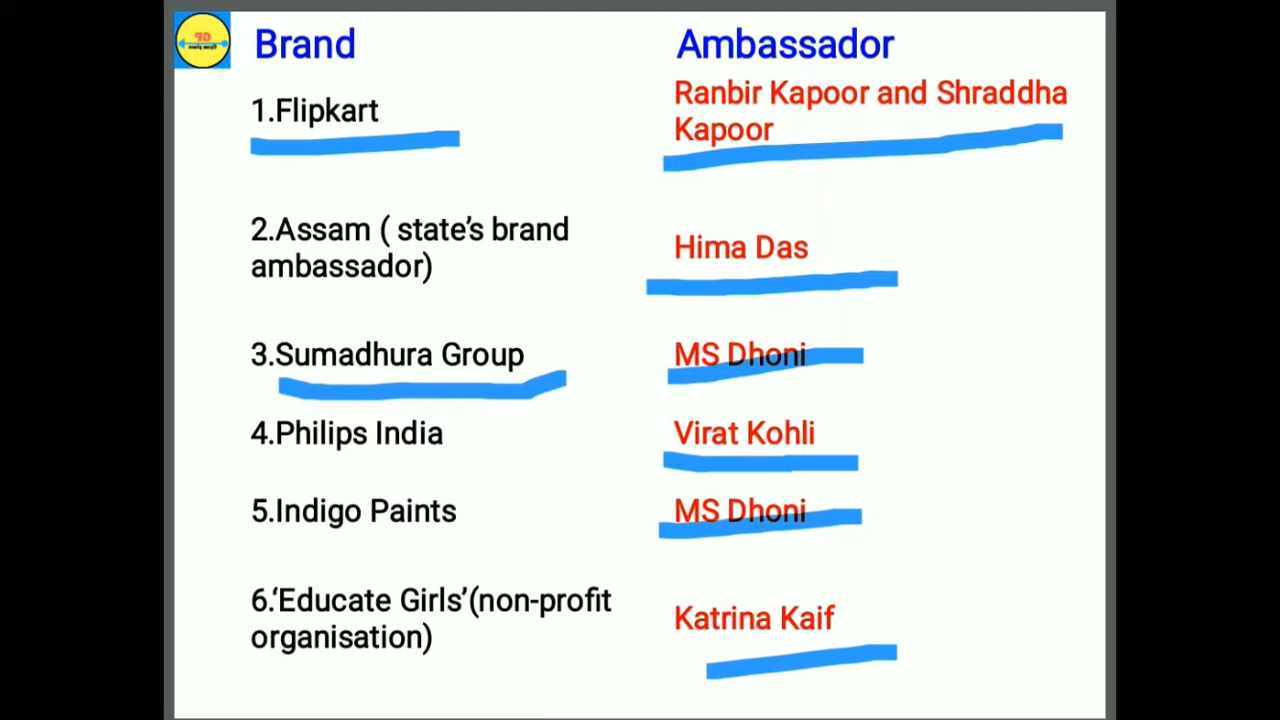 Brand Ambassador
1.Flipkart
Ranbir Kapoor and Shraddha
Kapoor
2.Assam ( state’s brand
ambassador)
Hima Das
3.Sumadhura Group
MS Dhoni
4.Philips India
Virat Kohli
5.Indigo Paints
MS Dhoni
6.‘Educate Girls’(non-profit
organisation)
Katrina Kaif